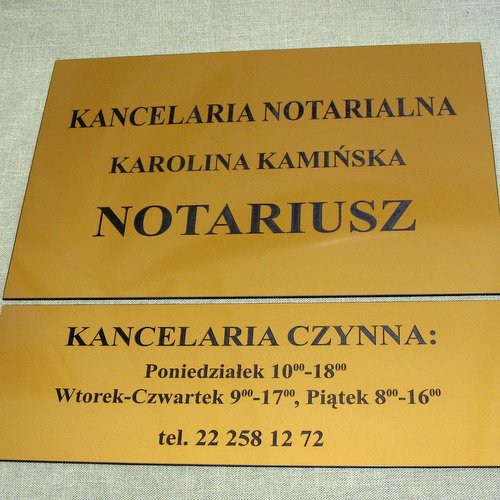 KANCELARIA NOTARIALNA
KAROLINA KAMIŃSKA
NOTARIUSZ
KANCELARIA CZYNNA:
Poniedziałek 10⁰⁰-18⁰⁰
Wtorek-Czwartek 9⁰⁰-17⁰⁰, Piątek 8⁰⁰-16⁰⁰
tel. 22 258 12 72